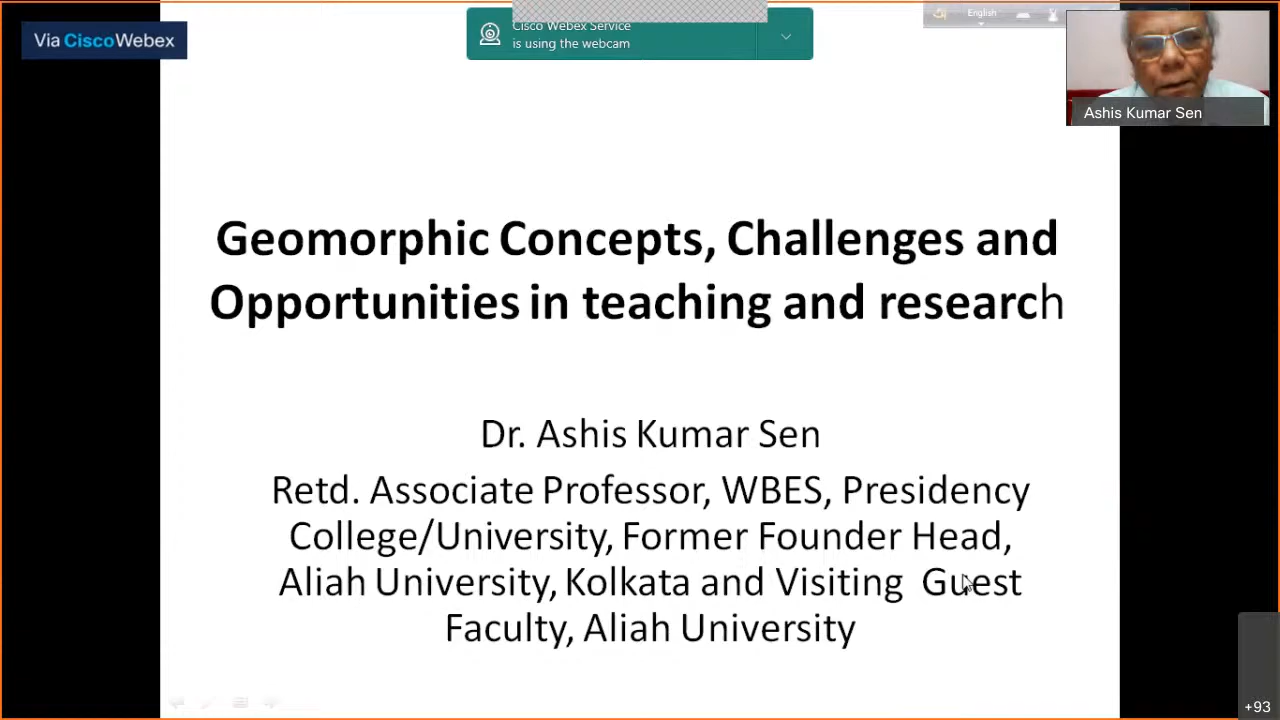 Via CiscoWebex
Cisco Webex Service
is using the webcam
English
Ashis Kumar Sen
Geomorphic Concepts, Challenges and
Opportunities in teaching and research
Dr. Ashis Kumar Sen
Retd. Associate Professor, WBES, Presidency
College/University, Former Founder Head,
Aliah University, Kolkata and Visiting Guest
Faculty, Aliah University
+93